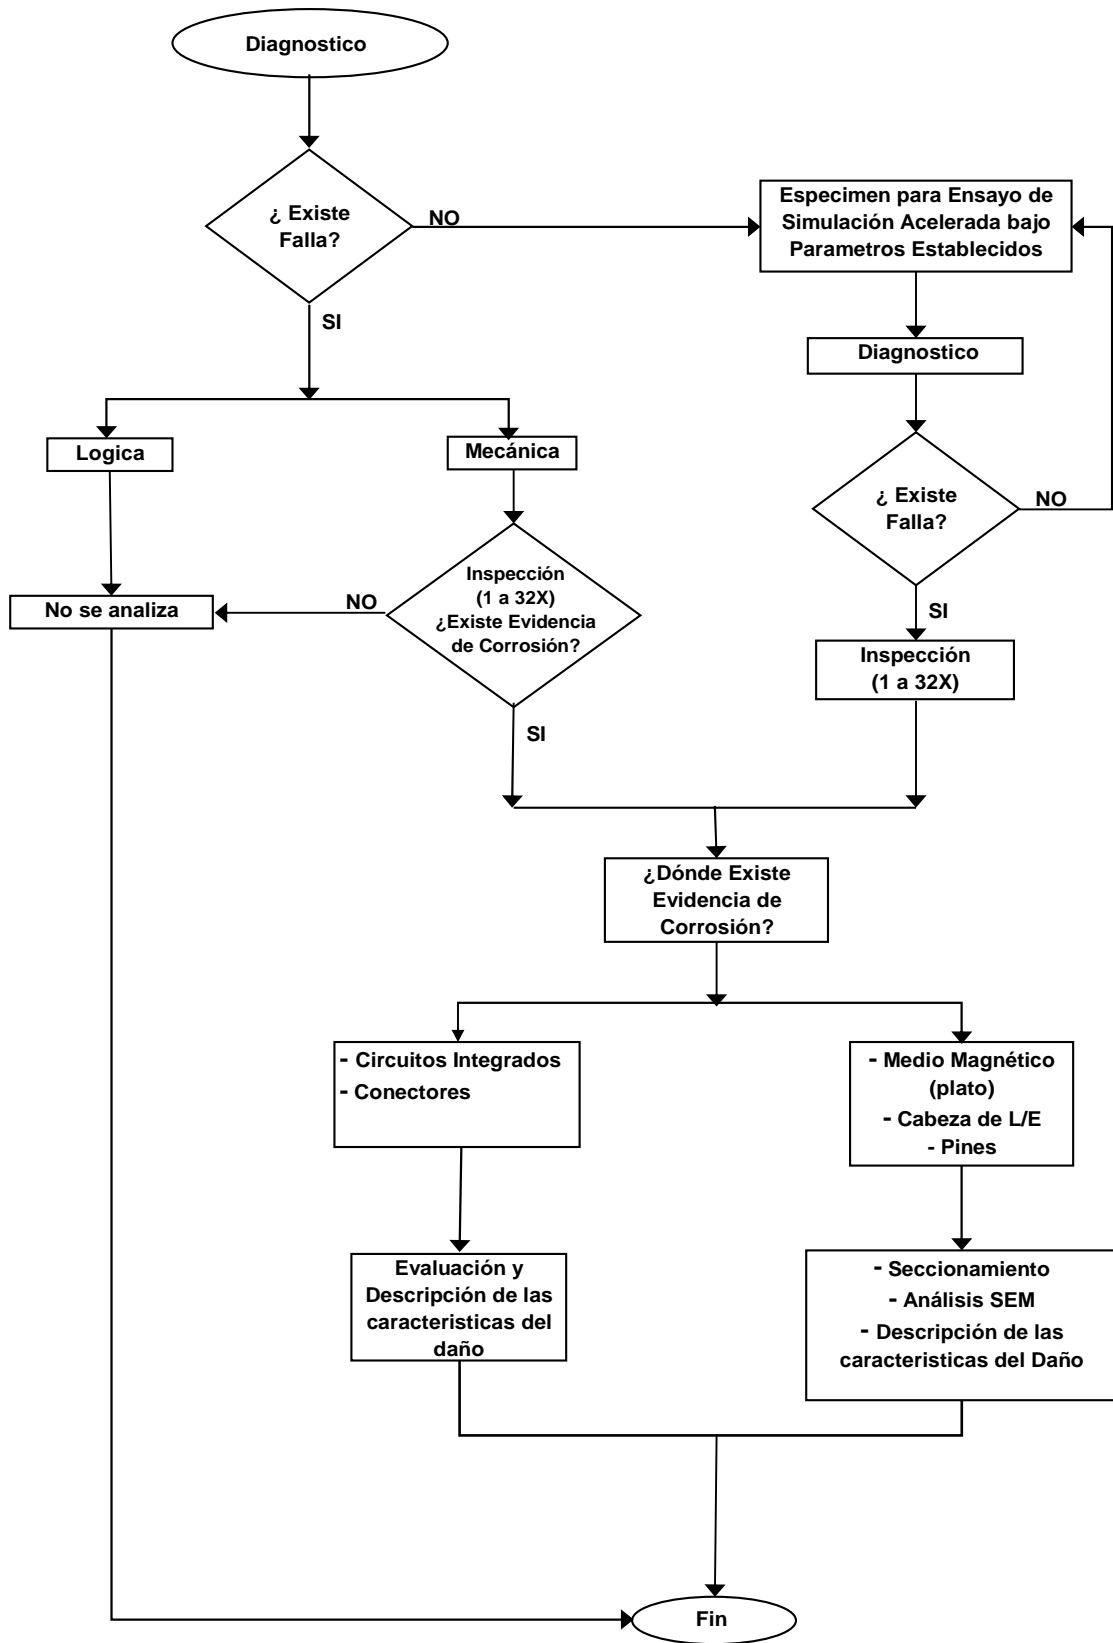 Diagnostico
¿ Existe
Falla?
NO
SI
Especimen para Ensayo de
Simulación Acelerada bajo
Parametros Establecidos
Diagnostico
¿ Existe
Falla?
NO
SI
Inspección
(1 a 32X)
Logica
Mecánica
No se analiza
NO
Inspección
(1 a 32X)
¿Existe Evidencia
de Corrosión?
SI
¿Dónde Existe
Evidencia de
Corrosión?
- Circuitos Integrados
- Conectores
- Medio Magnético
(plato)
- Cabeza de L/E
- Pines
Evaluación y
Descripción de las
caracteristicas del
daño
- Seccionamiento
- Análisis SEM
- Descripción de las
caracteristicas del Daño
Fin